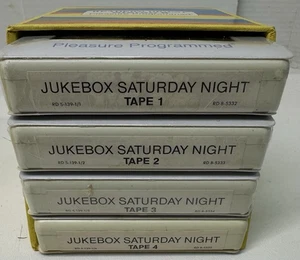 Pleasure Programmed
JUKEBOX SATURDAY NIGHT
TAPE 1
JUKEBOX SATURDAY NIGHT
TAPE 2
JUKEBOX SATURDAY NIGHT
TAPE 3
JUKEBOX SATURDAY NIGHT
TAPE 4